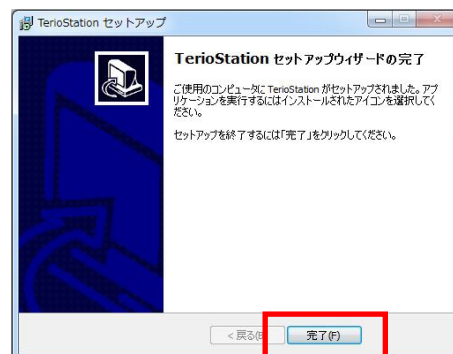 TerioStation セットアップ
TerioStation セットアップウィザードの完了
ご使用のコンピュータに TerioStation がセットアップされました。アプ
リケーションを実行するにはインストールされたアイコンを選択してく
ださい。
セットアップを終了するには「完了」をクリックしてください。
< 戻る(B
完了(F)